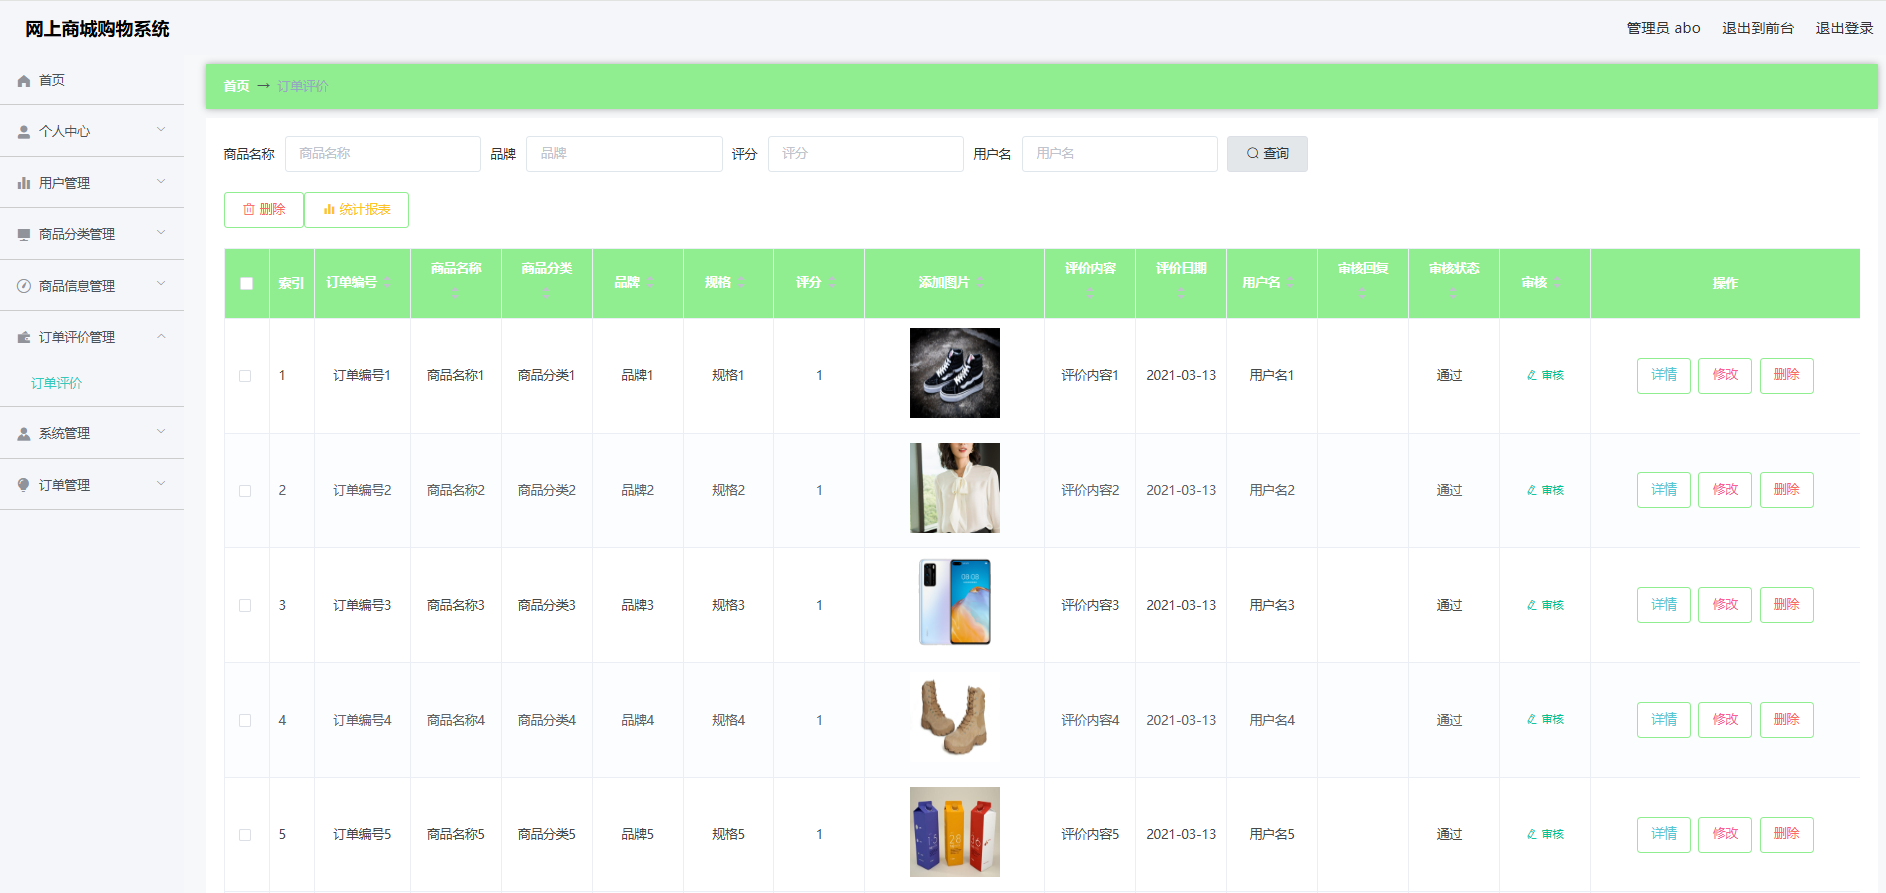 网上商城购物系统
管理员 abo 退出到前台 退出登录
首页
个人中心
用户管理
商品分类管理
商品信息管理
订单评价管理
订单评价
系统管理
订单管理
首页 → 订单评价
商品名称 商品名称 品牌 品牌 评分 评分 用户名 用户名 查询
删除 统计报表
索引 订单编号 商品名称 商品分类 品牌 规格 评分 添加图片 评价内容 评价日期 用户名 审核回复 审核状态 审核 操作
1 订单编号1 商品名称1 商品分类1 品牌1 规格1 1 评价内容1 2021-03-13 用户名1 通过 审核 详情 修改 删除
2 订单编号2 商品名称2 商品分类2 品牌2 规格2 1 评价内容2 2021-03-13 用户名2 通过 审核 详情 修改 删除
3 订单编号3 商品名称3 商品分类3 品牌3 规格3 1 08:08 评价内容3 2021-03-13 用户名3 通过 审核 详情 修改 删除
4 订单编号4 商品名称4 商品分类4 品牌4 规格4 1 评价内容4 2021-03-13 用户名4 通过 审核 详情 修改 删除
5 订单编号5 商品名称5 商品分类5 品牌5 规格5 1 评价内容5 2021-03-13 用户名5 通过 审核 详情 修改 删除